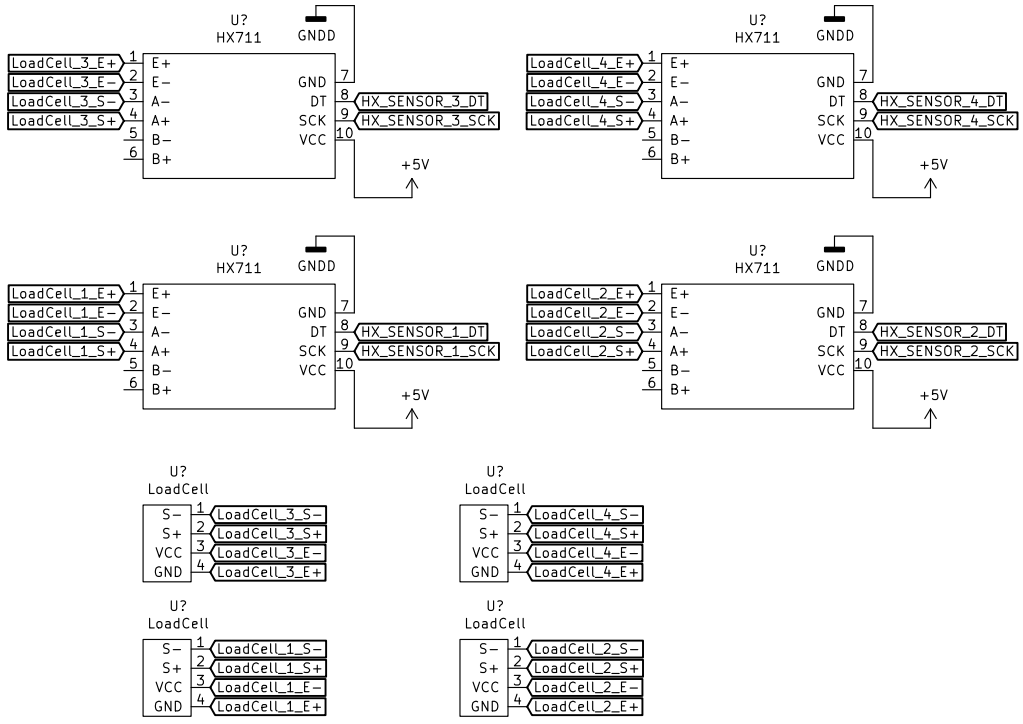 U?
HX711
GNDD
LoadCell_3_E+ 1 E+
LoadCell_3_E- 2 E- GND 7
LoadCell_3_S- 3 A- DT 8 HX_SENSOR_3_DT
LoadCell_3_S+ 4 A+ SCK 9 HX_SENSOR_3_SCK
5 B- VCC 10
6 B+
+5V
U?
HX711
GNDD
LoadCell_4_E+ 1 E+
LoadCell_4_E- 2 E- GND 7
LoadCell_4_S- 3 A- DT 8 HX_SENSOR_4_DT
LoadCell_4_S+ 4 A+ SCK 9 HX_SENSOR_4_SCK
5 B- VCC 10
6 B+
+5V
U?
HX711
GNDD
LoadCell_1_E+ 1 E+
LoadCell_1_E- 2 E- GND 7
LoadCell_1_S- 3 A- DT 8 HX_SENSOR_1_DT
LoadCell_1_S+ 4 A+ SCK 9 HX_SENSOR_1_SCK
5 B- VCC 10
6 B+
+5V
U?
HX711
GNDD
LoadCell_2_E+ 1 E+
LoadCell_2_E- 2 E- GND 7
LoadCell_2_S- 3 A- DT 8 HX_SENSOR_2_DT
LoadCell_2_S+ 4 A+ SCK 9 HX_SENSOR_2_SCK
5 B- VCC 10
6 B+
+5V
U?
LoadCell
S- 1 LoadCell_3_S-
S+ 2 LoadCell_3_S+
VCC 3 LoadCell_3_E-
GND 4 LoadCell_3_E+
U?
LoadCell
S- 1 LoadCell_4_S-
S+ 2 LoadCell_4_S+
VCC 3 LoadCell_4_E-
GND 4 LoadCell_4_E+
U?
LoadCell
S- 1 LoadCell_1_S-
S+ 2 LoadCell_1_S+
VCC 3 LoadCell_1_E-
GND 4 LoadCell_1_E+
U?
LoadCell
S- 1 LoadCell_2_S-
S+ 2 LoadCell_2_S+
VCC 3 LoadCell_2_E-
GND 4 LoadCell_2_E+